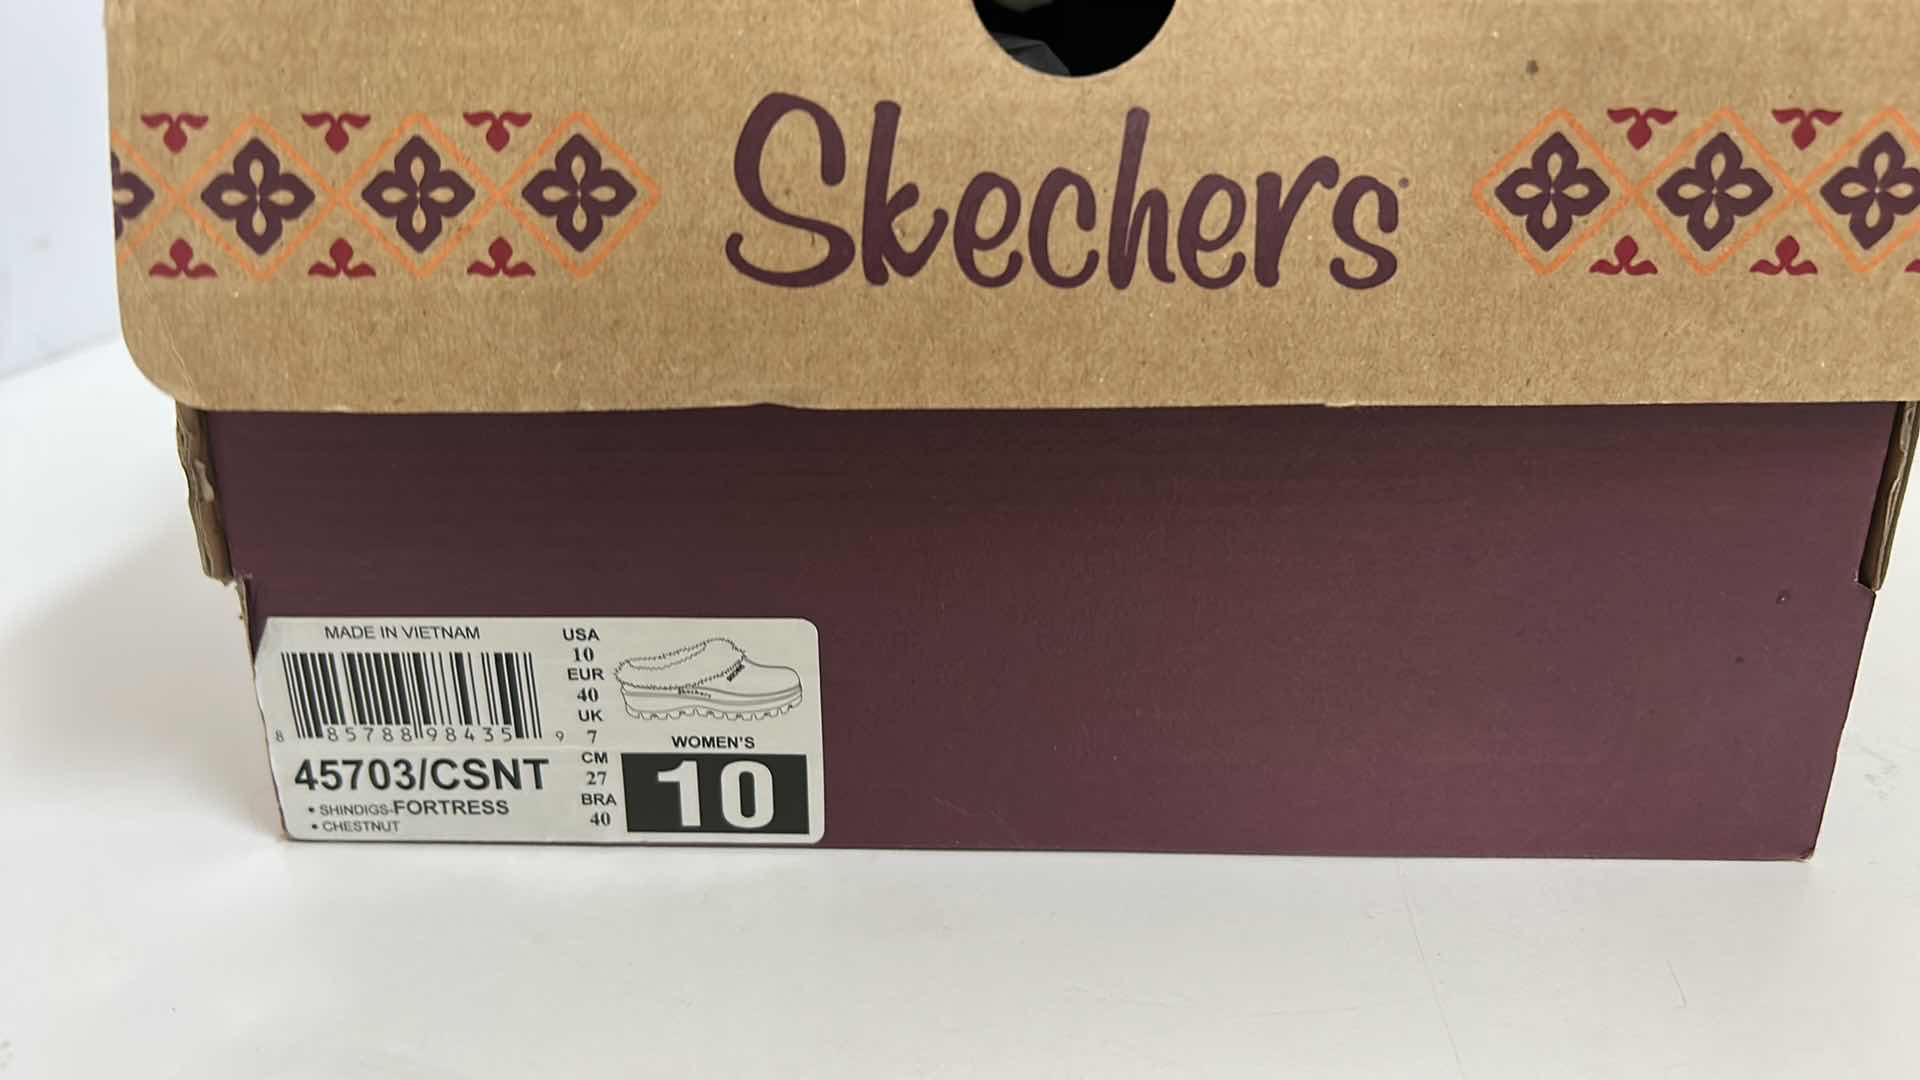 Skechers
MADE IN VIETNAM
8 85788 98435 9
45703/CSNT
• SHINDIGS-FORTRESS
• CHESTNUT
USA
10
EUR
40
UK
7
CM
27
BRA
40
Skechers
WOMEN'S
10